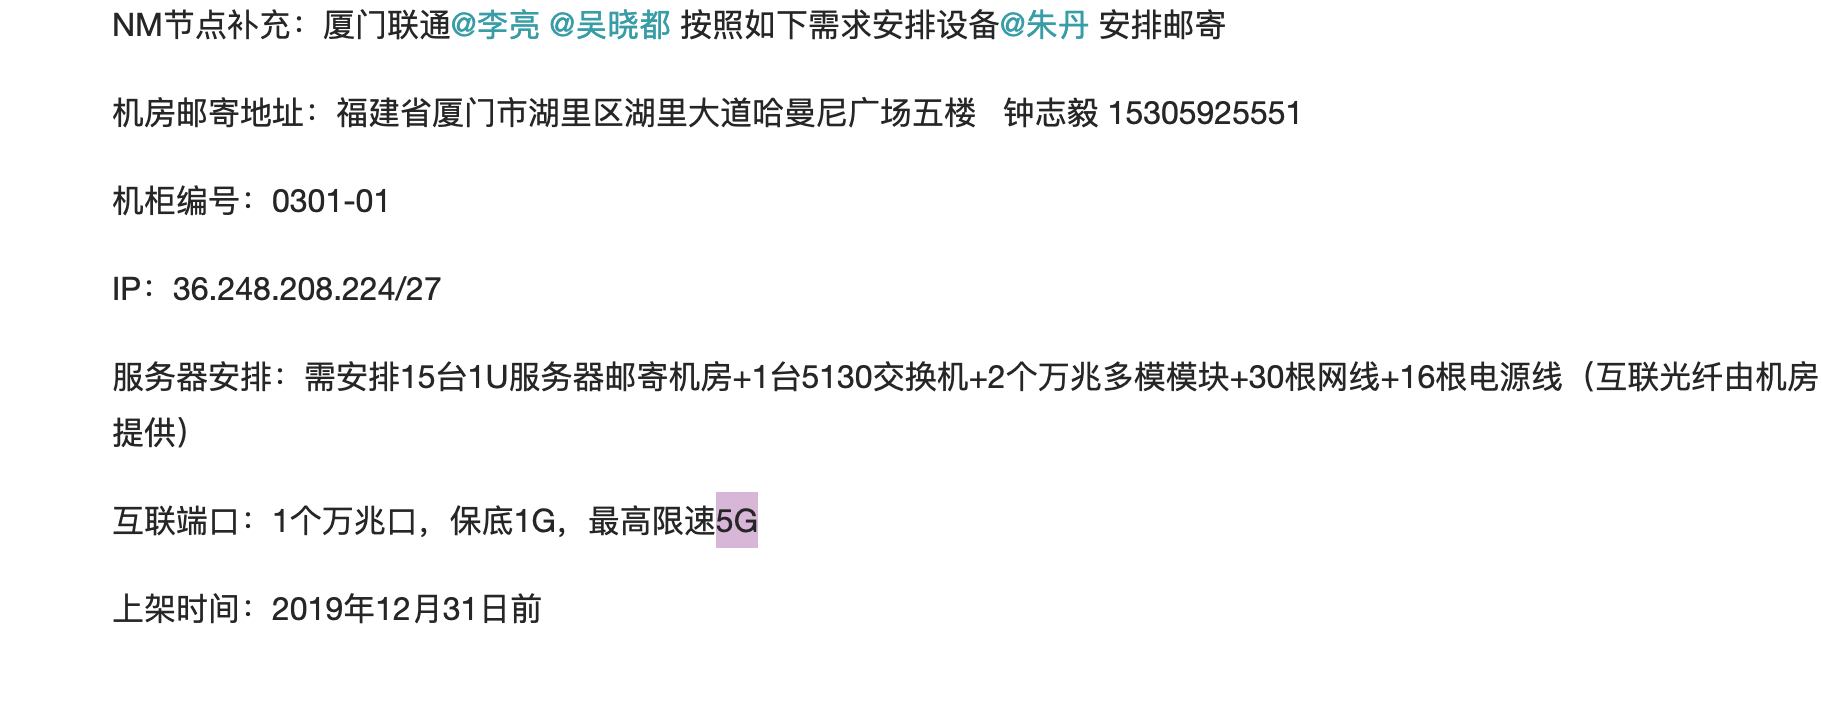 NM节点补充：厦门联通@李亮 @吴晓都 按照如下需求安排设备@朱丹 安排邮寄
机房邮寄地址：福建省厦门市湖里区湖里大道哈曼尼广场五楼 钟志毅 15305925551
机柜编号：0301-01
IP：36.248.208.224/27
服务器安排：需安排15台1U服务器邮寄机房+1台5130交换机+2个万兆多模模块+30根网线+16根电源线（互联光纤由机房
提供）
互联端口：1个万兆口，保底1G，最高限速5G
上架时间：2019年12月31日前